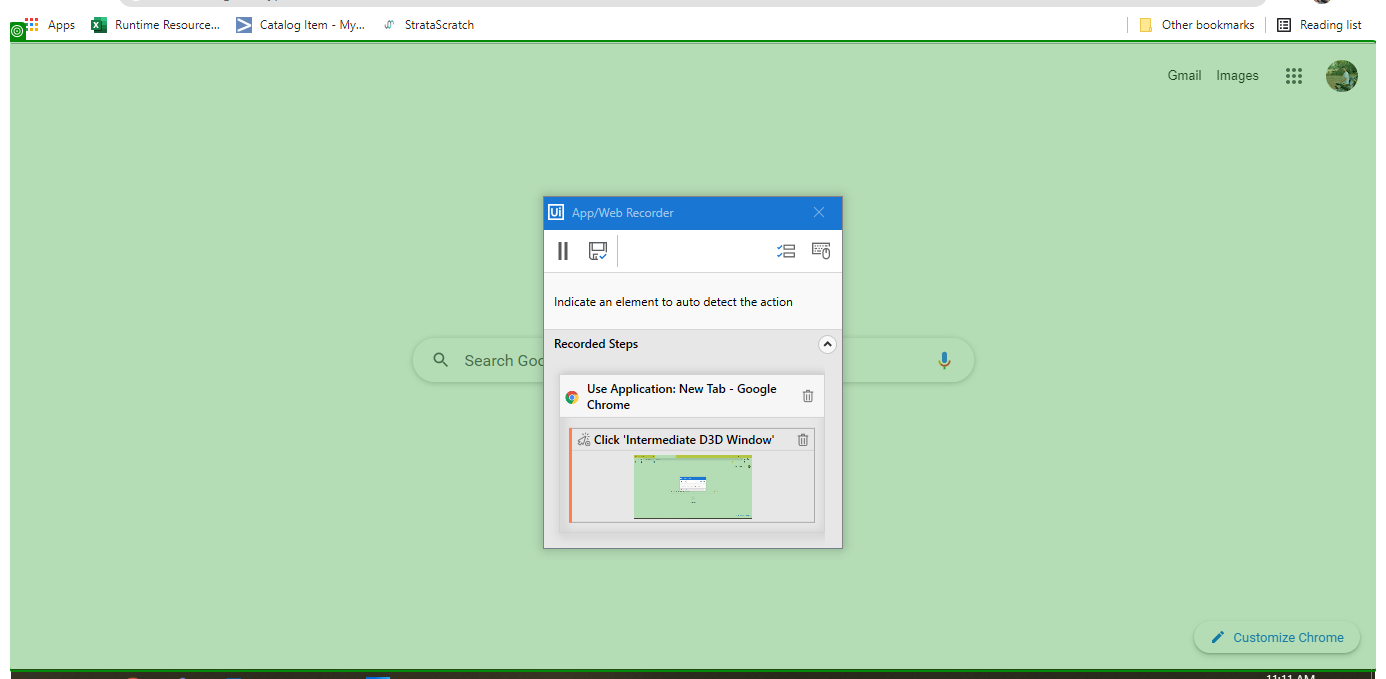 Apps Runtime Resource... Catalog Item - My... StrataScratch Other bookmarks Reading list
Gmail Images
Ui App/Web Recorder
Indicate an element to auto detect the action
Recorded Steps
Search Goo
Use Application: New Tab - Google
Chrome
Click 'Intermediate D3D Window'
Customize Chrome
11:11 AM